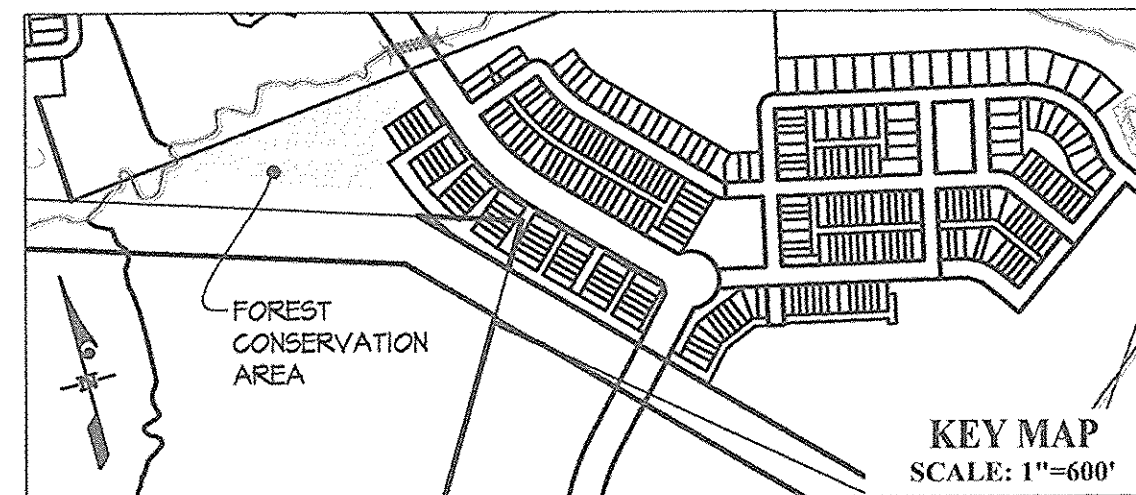 FOREST
CONSERVATION
AREA
N
KEY MAP
SCALE: 1"=600'